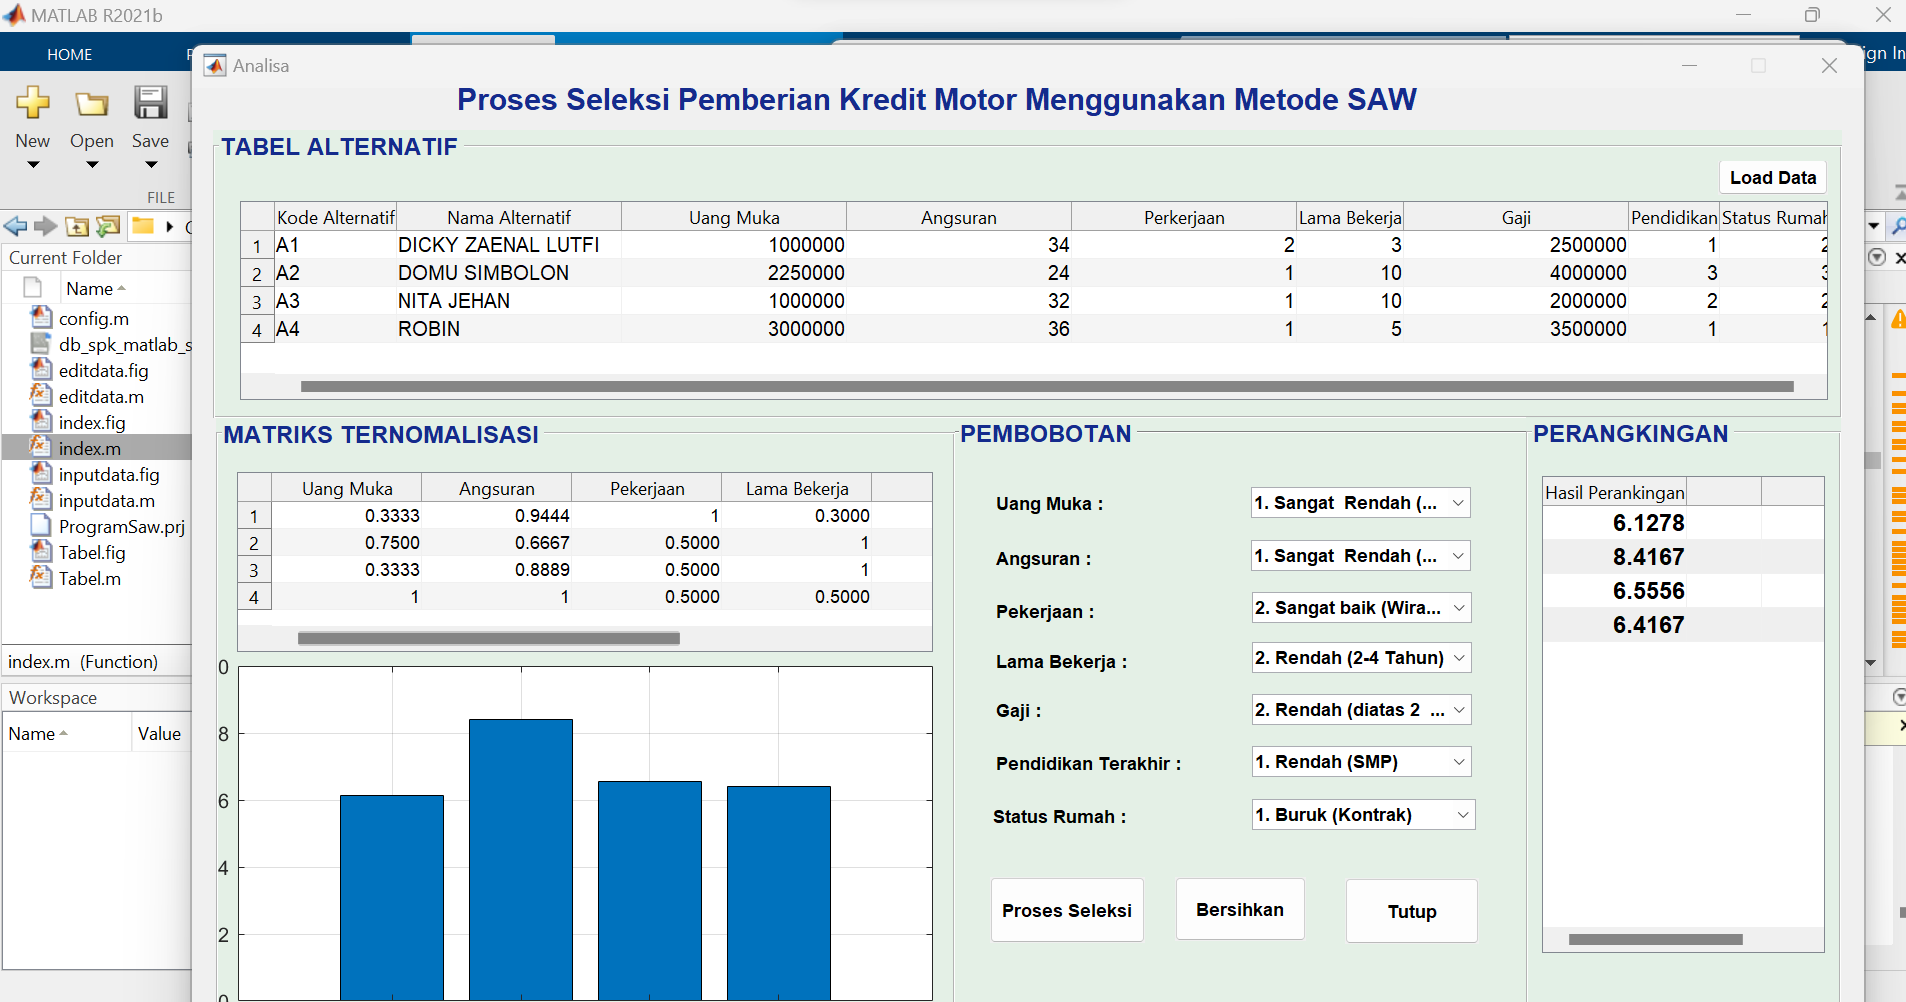 MATLAB R2021b
HOME
Sign In
New
Open
Save
FILE
Current Folder
Name
config.m
db_spk_matlab_s
editdata.fig
editdata.m
index.fig
index.m
inputdata.fig
inputdata.m
ProgramSaw.prj
Tabel.fig
Tabel.m
index.m (Function)
Workspace
Name Value
Analisa
Proses Seleksi Pemberian Kredit Motor Menggunakan Metode SAW
TABEL ALTERNATIF
Load Data
Kode Alternatif Nama Alternatif Uang Muka Angsuran Perkerjaan Lama Bekerja Gaji Pendidikan Status Rumah
1 A1 DICKY ZAENAL LUTFI 1000000 34 2 3 2500000 1 2
2 A2 DOMU SIMBOLON 2250000 24 1 10 4000000 3 3
3 A3 NITA JEHAN 1000000 32 1 10 2000000 2 2
4 A4 ROBIN 3000000 36 1 5 3500000 1 1
MATRIKS TERNOMALISASI
Uang Muka Angsuran Pekerjaan Lama Bekerja
1 0.3333 0.9444 1 0.3000
2 0.7500 0.6667 0.5000 1
3 0.3333 0.8889 0.5000 1
4 1 1 0.5000 0.5000
0
8
6
4
2
0
PEMBOBOTAN
Uang Muka : 1. Sangat Rendah (...
Angsuran : 1. Sangat Rendah (...
Pekerjaan : 2. Sangat baik (Wira...
Lama Bekerja : 2. Rendah (2-4 Tahun)
Gaji : 2. Rendah (diatas 2 ...
Pendidikan Terakhir : 1. Rendah (SMP)
Status Rumah : 1. Buruk (Kontrak)
Proses Seleksi
Bersihkan
Tutup
PERANGKINGAN
Hasil Perankingan
6.1278
8.4167
6.5556
6.4167